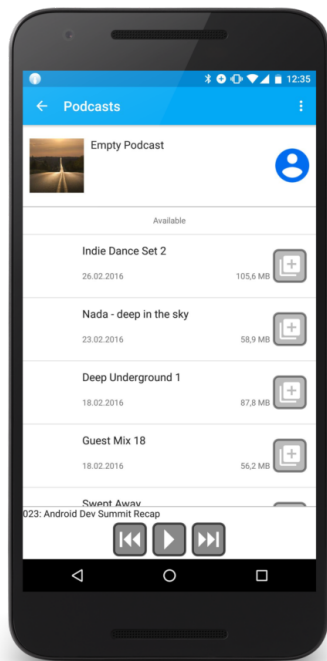 12:35
Podcasts
Empty Podcast
Available
Indie Dance Set 2
26.02.2016 105,6 MB
Nada - deep in the sky
23.02.2016 58,9 MB
Deep Underground 1
18.02.2016 87,8 MB
Guest Mix 18
18.02.2016 56,2 MB
Swent Away
023: Android Dev Summit Recap